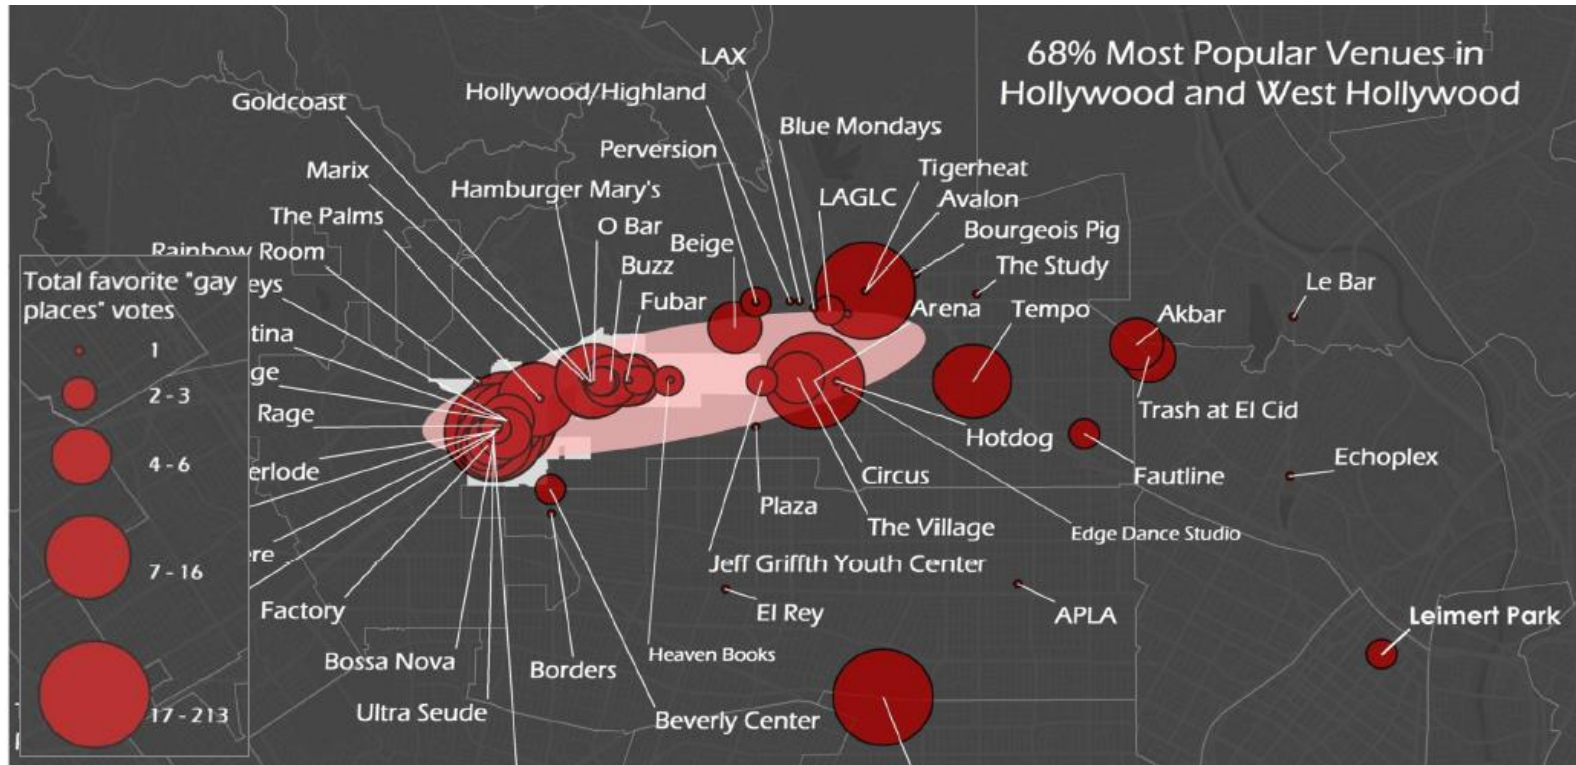 68% Most Popular Venues in
Hollywood and West Hollywood
LAX
Hollywood/Highland
Goldcoast
Blue Mondays
Perversion
Tigerheat
Marix
Hamburger Mary's
LAGLC
Avalon
The Palms
O Bar
Beige
Bourgeois Pig
Rainbow Room
Buzz
The Study
Fubar
Arena
Tempo
Akbar
Le Bar
Total favorite "gay
places" votes
1
2 - 3
4 - 6
7 - 16
17 - 213
eys
tina
ge
Rage
erlode
ere
Trash at El Cid
Hotdog
Circus
Fautline
Echoplex
Plaza
The Village
Edge Dance Studio
Jeff Griffth Youth Center
Factory
El Rey
APLA
Leimert Park
Bossa Nova
Borders
Heaven Books
Ultra Seude
Beverly Center